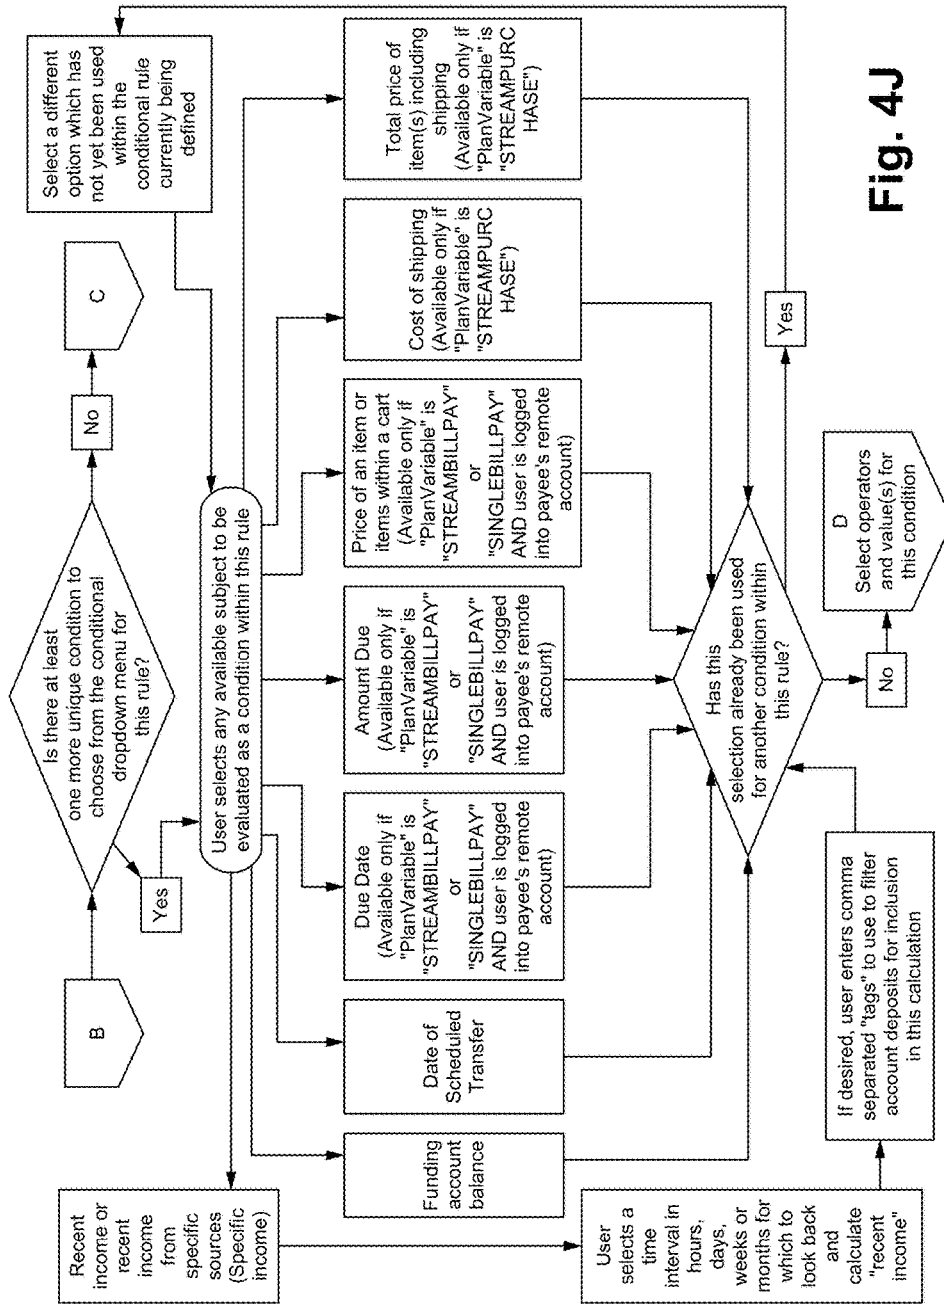 B
Is there at least
one more unique condition to
choose from the conditional
dropdown menu for
this rule?
No
C
Select a different
option which has
not yet been used
within the
conditional rule
currently being
defined
Yes
User selects any available subject to be
evaluated as a condition within this rule
Recent
income or
recent
income
from
specific
sources
(Specific
income)
Funding
account
balance
Date of
Scheduled
Transfer
Due Date
(Available only if
"PlanVariable" is
"STREAMBILLPAY"
or
"SINGLEBILLPAY"
AND user is logged
into payee's remote
account)
Amount Due
(Available only if
"PlanVariable" is
"STREAMBILLPAY"
or
"SINGLEBILLPAY"
AND user is logged
into payee's remote
account)
Price of an item or
items within a cart
(Available only if
"PlanVariable" is
"STREAMBILLPAY"
or
"SINGLEBILLPAY"
AND user is logged
into payee's remote
account)
Cost of shipping
(Available only if
"PlanVariable" is
"STREAMPURC
HASE")
Total price of
item(s) including
shipping
(Available only if
"PlanVariable" is
"STREAMPURC
HASE")
User
selects a
time
interval in
hours,
days,
weeks or
months for
which to
look back
and
calculate
"recent
income"
If desired, user enters comma
separated "tags" to use to filter
account deposits for inclusion
in this calculation
Has this
selection already been used
for another condition within
this rule?
Yes
No
D
Select operators
and value(s) for
this condition
Fig. 4J